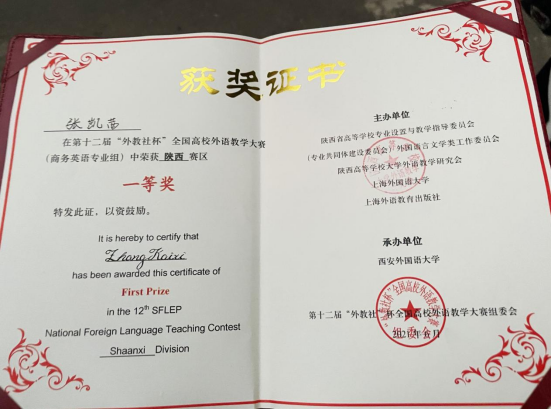 获奖证书
张凯茜
在第十二届“外教社杯”全国高校外语教学大赛
(商务英语专业组)中荣获 陕西 赛区
一等奖
特发此证,以资鼓励。
It is hereby to certify that
Zhang Kaixi
has been awarded this certificate of
First Prize
in the 12th SFLEP
National Foreign Language Teaching Contest
Shaanxi Division
主办单位
陕西省高等学校专业设置与教学指导委员会
(专业共同体建设委员会)外国语言文学类工作委员会
陕西高等学校大学外语教学研究会
上海外国语大学
上海外语教育出版社
承办单位
西安外国语大学
第十二届“外教社”杯全国高校外语教学大赛组委会